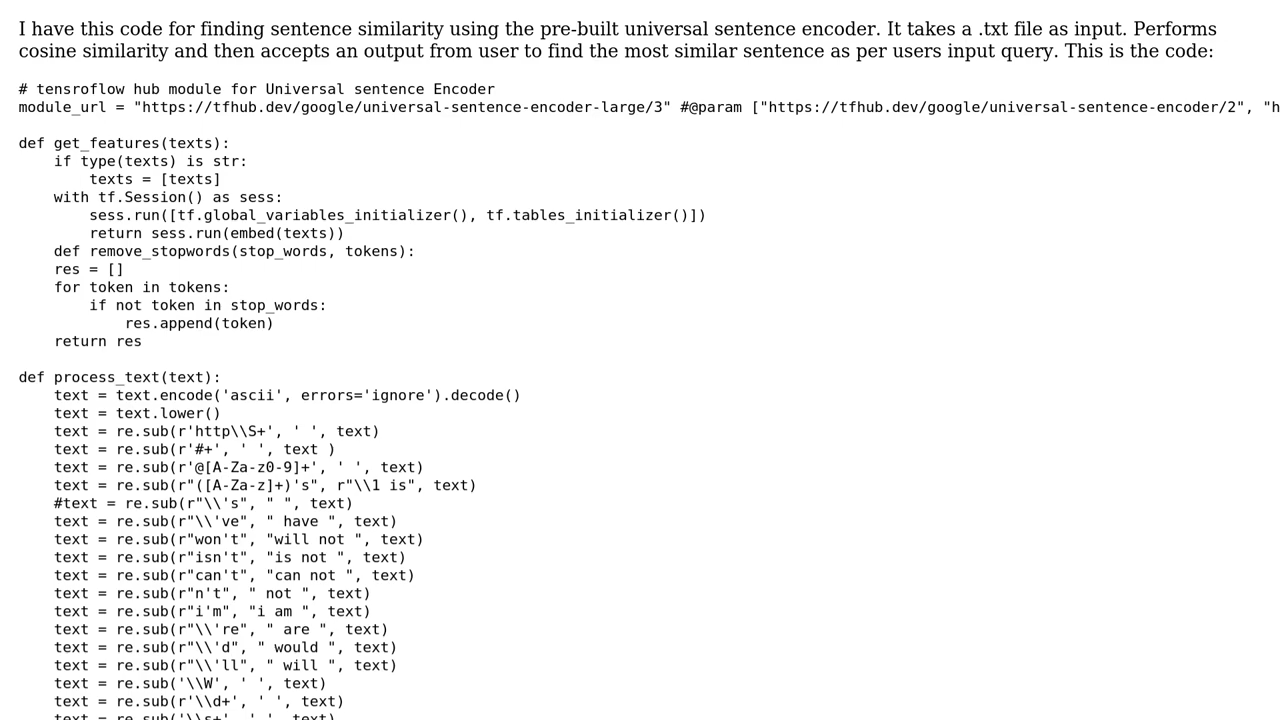 I have this code for finding sentence similarity using the pre-built universal sentence encoder. It takes a .txt file as input. Performs
cosine similarity and then accepts an output from user to find the most similar sentence as per users input query. This is the code:
# tensroflow hub module for Universal sentence Encoder
module_url = "https://tfhub.dev/google/universal-sentence-encoder-large/3" #@param ["https://tfhub.dev/google/universal-sentence-encoder/2", "h
def get_features(texts):
    if type(texts) is str:
        texts = [texts]
    with tf.Session() as sess:
        sess.run([tf.global_variables_initializer(), tf.tables_initializer()])
        return sess.run(embed(texts))
    def remove_stopwords(stop_words, tokens):
    res = []
    for token in tokens:
        if not token in stop_words:
            res.append(token)
    return res
def process_text(text):
    text = text.encode('ascii', errors='ignore').decode()
    text = text.lower()
    text = re.sub(r'http\\S+', ' ', text)
    text = re.sub(r'#+', ' ', text )
    text = re.sub(r'@[A-Za-z0-9]+', ' ', text)
    text = re.sub(r"([A-Za-z]+)'s", r"\\1 is", text)
    #text = re.sub(r"\\'s", " ", text)
    text = re.sub(r"\\'ve", " have ", text)
    text = re.sub(r"won't", "will not ", text)
    text = re.sub(r"isn't", "is not ", text)
    text = re.sub(r"can't", "can not ", text)
    text = re.sub(r"n't", " not ", text)
    text = re.sub(r"i'm", "i am ", text)
    text = re.sub(r"\\'re", " are ", text)
    text = re.sub(r"\\'d", " would ", text)
    text = re.sub(r"\\'ll", " will ", text)
    text = re.sub('\\W', ' ', text)
    text = re.sub(r'\\d+', ' ', text)
    text = re.sub('\\s+', ' ', text)